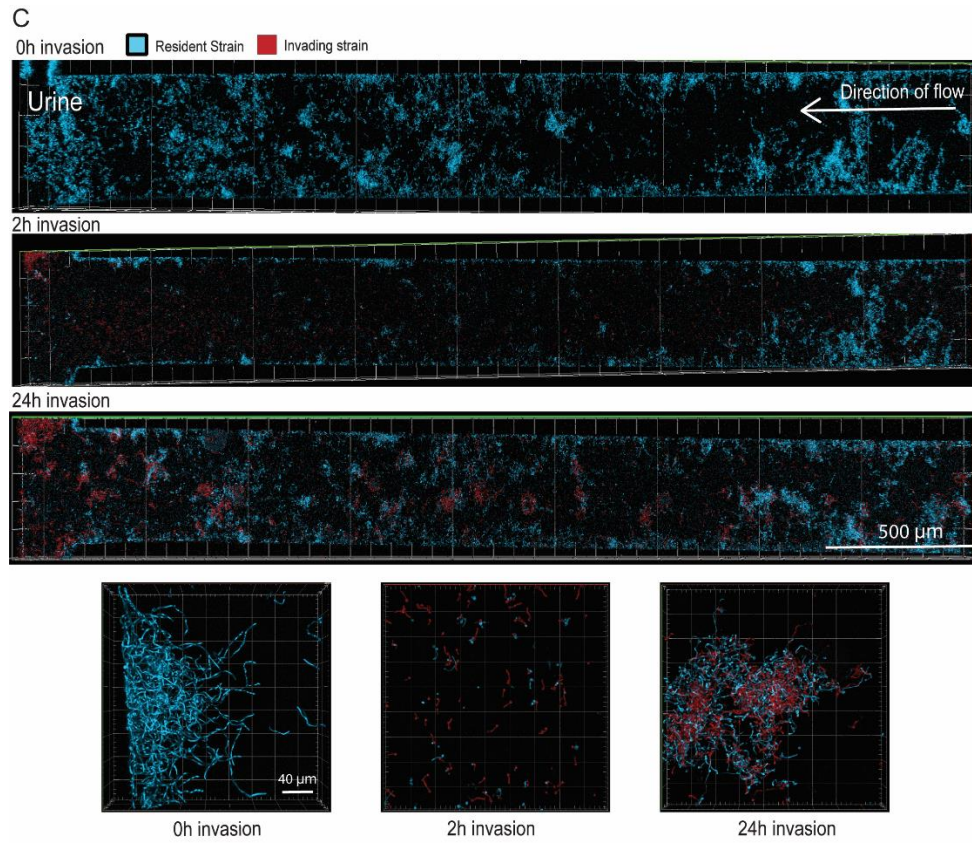 C
0h invasion Resident Strain Invading strain
Urine Direction of flow
2h invasion
24h invasion
500 µm
40 µm
0h invasion 2h invasion 24h invasion